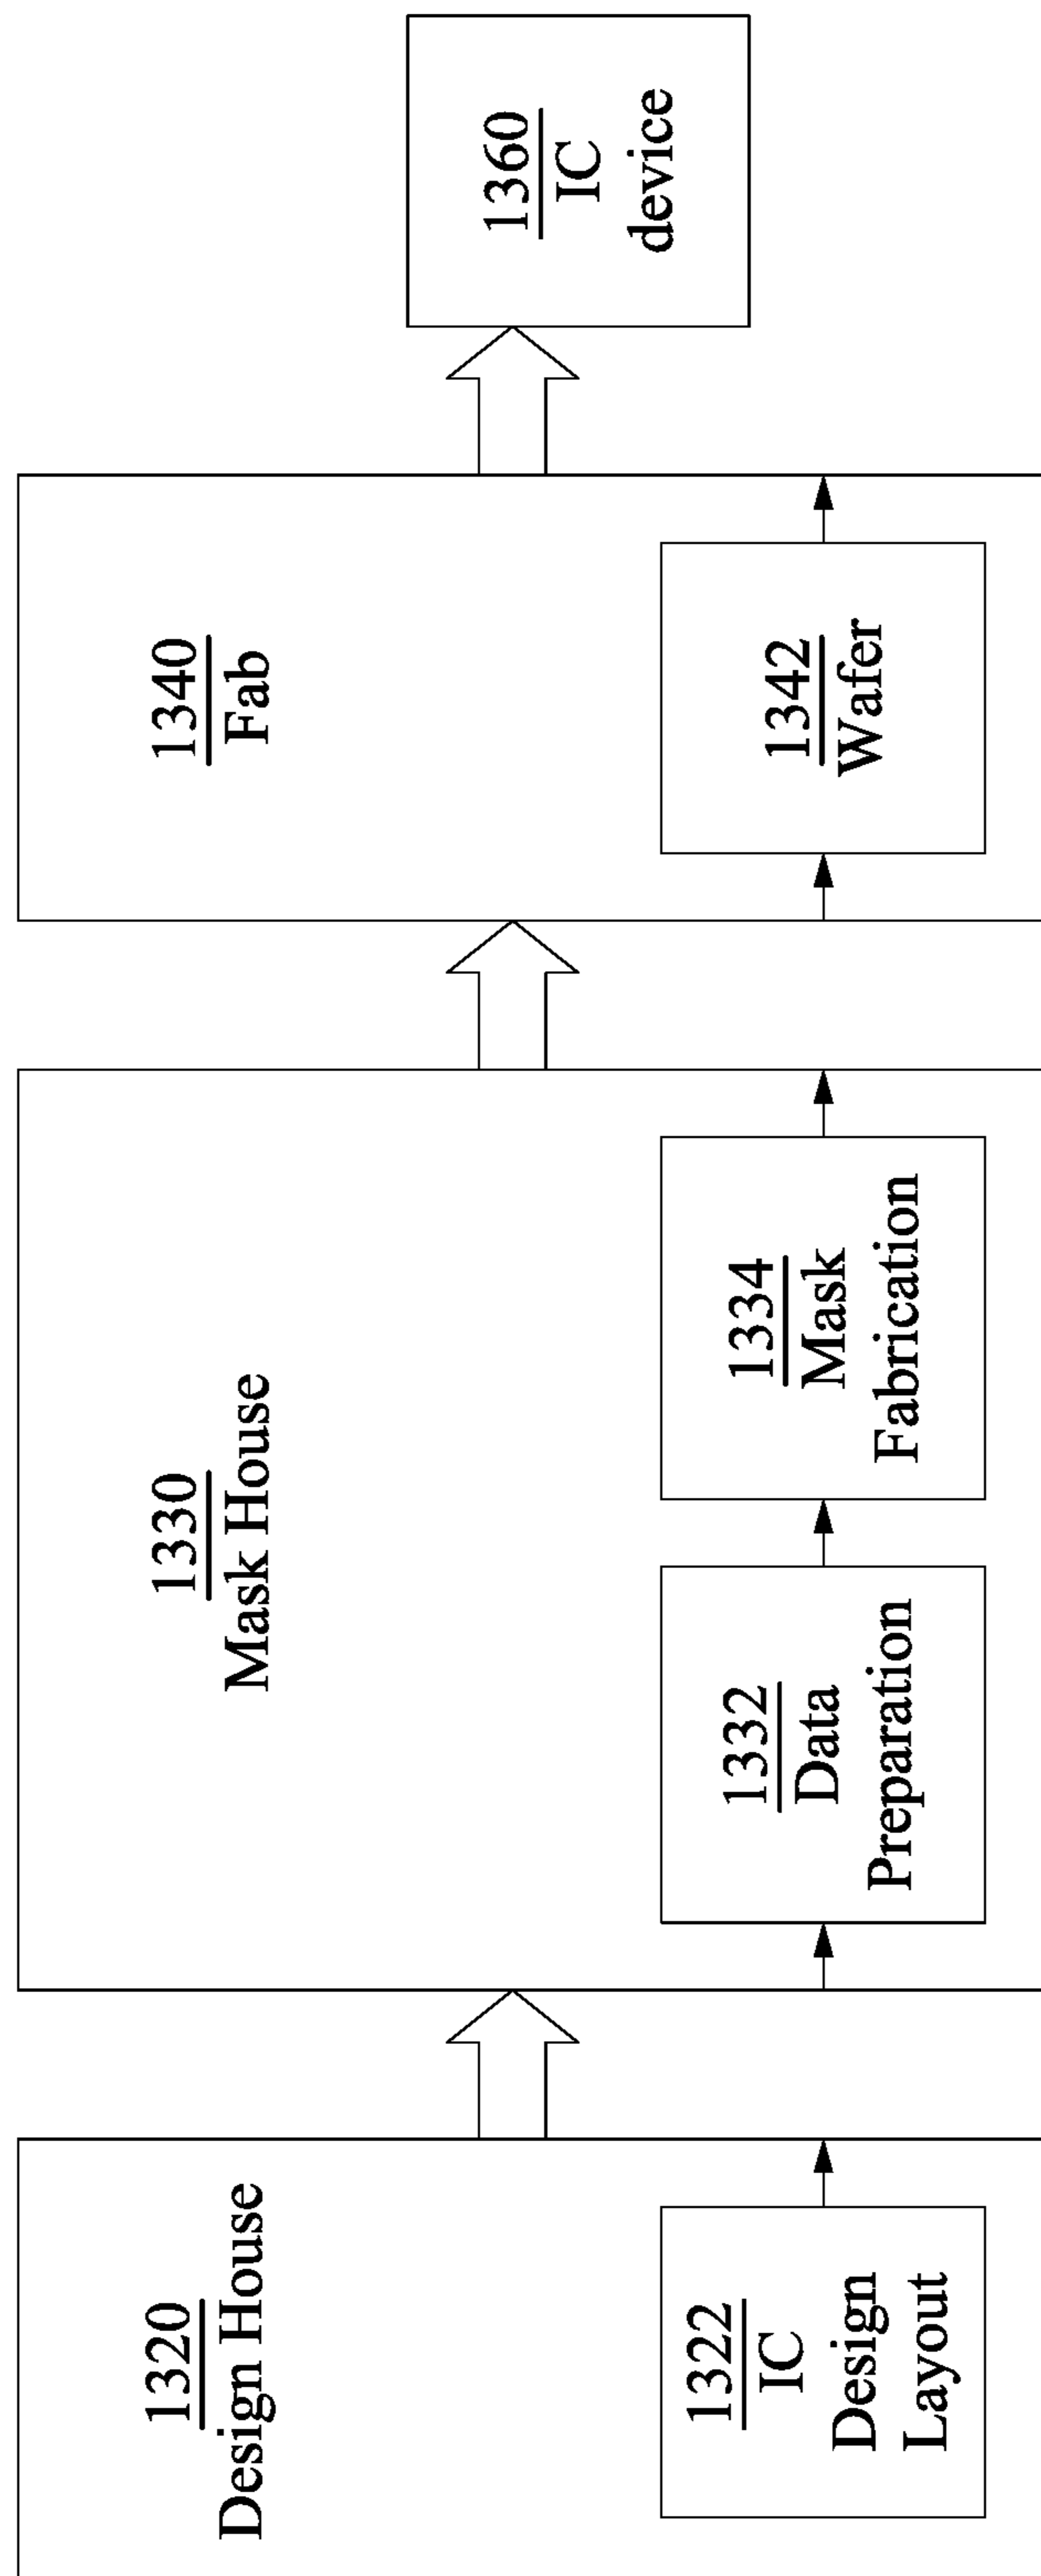 1320
Design House
1322
IC
Design
Layout
1330
Mask House
1332
Data
Preparation
1334
Mask
Fabrication
1340
Fab
1342
Wafer
1360
IC
device